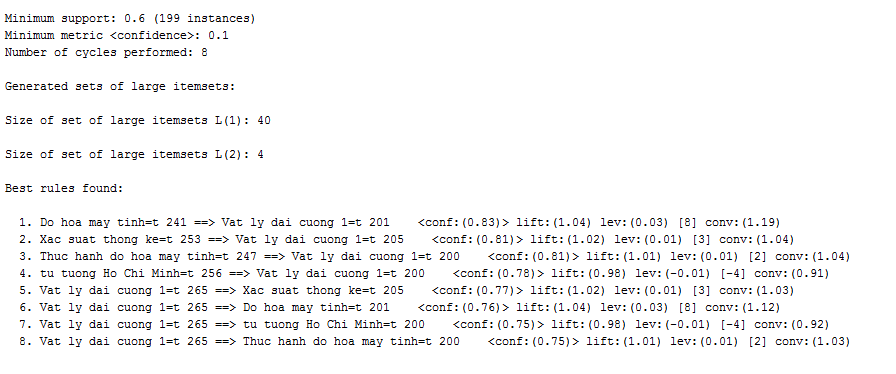 Minimum support: 0.6 (199 instances)
Minimum metric <confidence>: 0.1
Number of cycles performed: 8
Generated sets of large itemsets:
Size of set of large itemsets L(1): 40
Size of set of large itemsets L(2): 4
Best rules found:
1. Do hoa may tinh=t 241 ==> Vat ly dai cuong 1=t 201    <conf:(0.83)> lift:(1.04) lev:(0.03) [8] conv:(1.19)
2. Xac suat thong ke=t 253 ==> Vat ly dai cuong 1=t 205    <conf:(0.81)> lift:(1.02) lev:(0.01) [3] conv:(1.04)
3. Thuc hanh do hoa may tinh=t 247 ==> Vat ly dai cuong 1=t 200    <conf:(0.81)> lift:(1.01) lev:(0.01) [2] conv:(1.04)
4. tu tuong Ho Chi Minh=t 256 ==> Vat ly dai cuong 1=t 200    <conf:(0.78)> lift:(0.98) lev:(-0.01) [-4] conv:(0.91)
5. Vat ly dai cuong 1=t 265 ==> Xac suat thong ke=t 205    <conf:(0.77)> lift:(1.02) lev:(0.01) [3] conv:(1.03)
6. Vat ly dai cuong 1=t 265 ==> Do hoa may tinh=t 201    <conf:(0.76)> lift:(1.04) lev:(0.03) [8] conv:(1.12)
7. Vat ly dai cuong 1=t 265 ==> tu tuong Ho Chi Minh=t 200    <conf:(0.75)> lift:(0.98) lev:(-0.01) [-4] conv:(0.92)
8. Vat ly dai cuong 1=t 265 ==> Thuc hanh do hoa may tinh=t 200    <conf:(0.75)> lift:(1.01) lev:(0.01) [2] conv:(1.03)